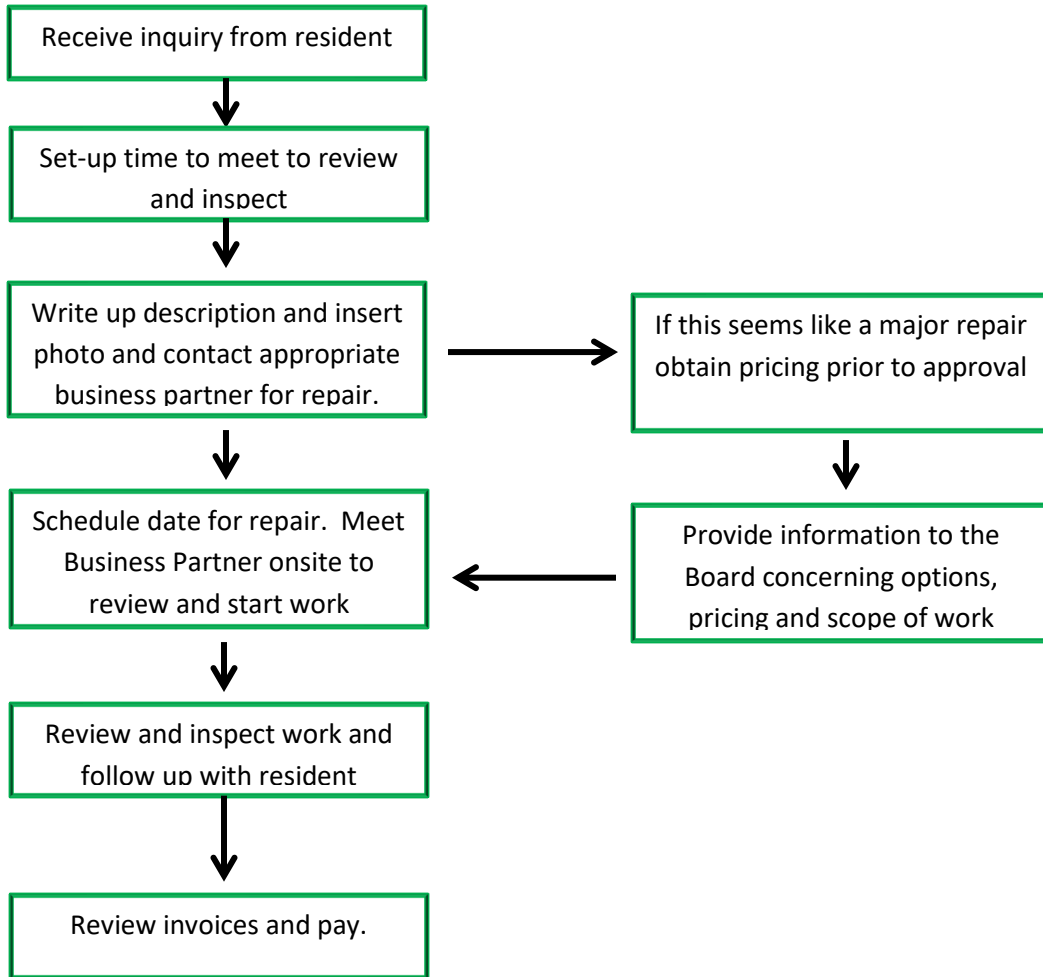 Receive inquiry from resident
Set-up time to meet to review
and inspect
Write up description and insert
photo and contact appropriate
business partner for repair.
If this seems like a major repair
obtain pricing prior to approval
Schedule date for repair.  Meet
Business Partner onsite to
review and start work
Provide information to the
Board concerning options,
pricing and scope of work
Review and inspect work and
follow up with resident
Review invoices and pay.